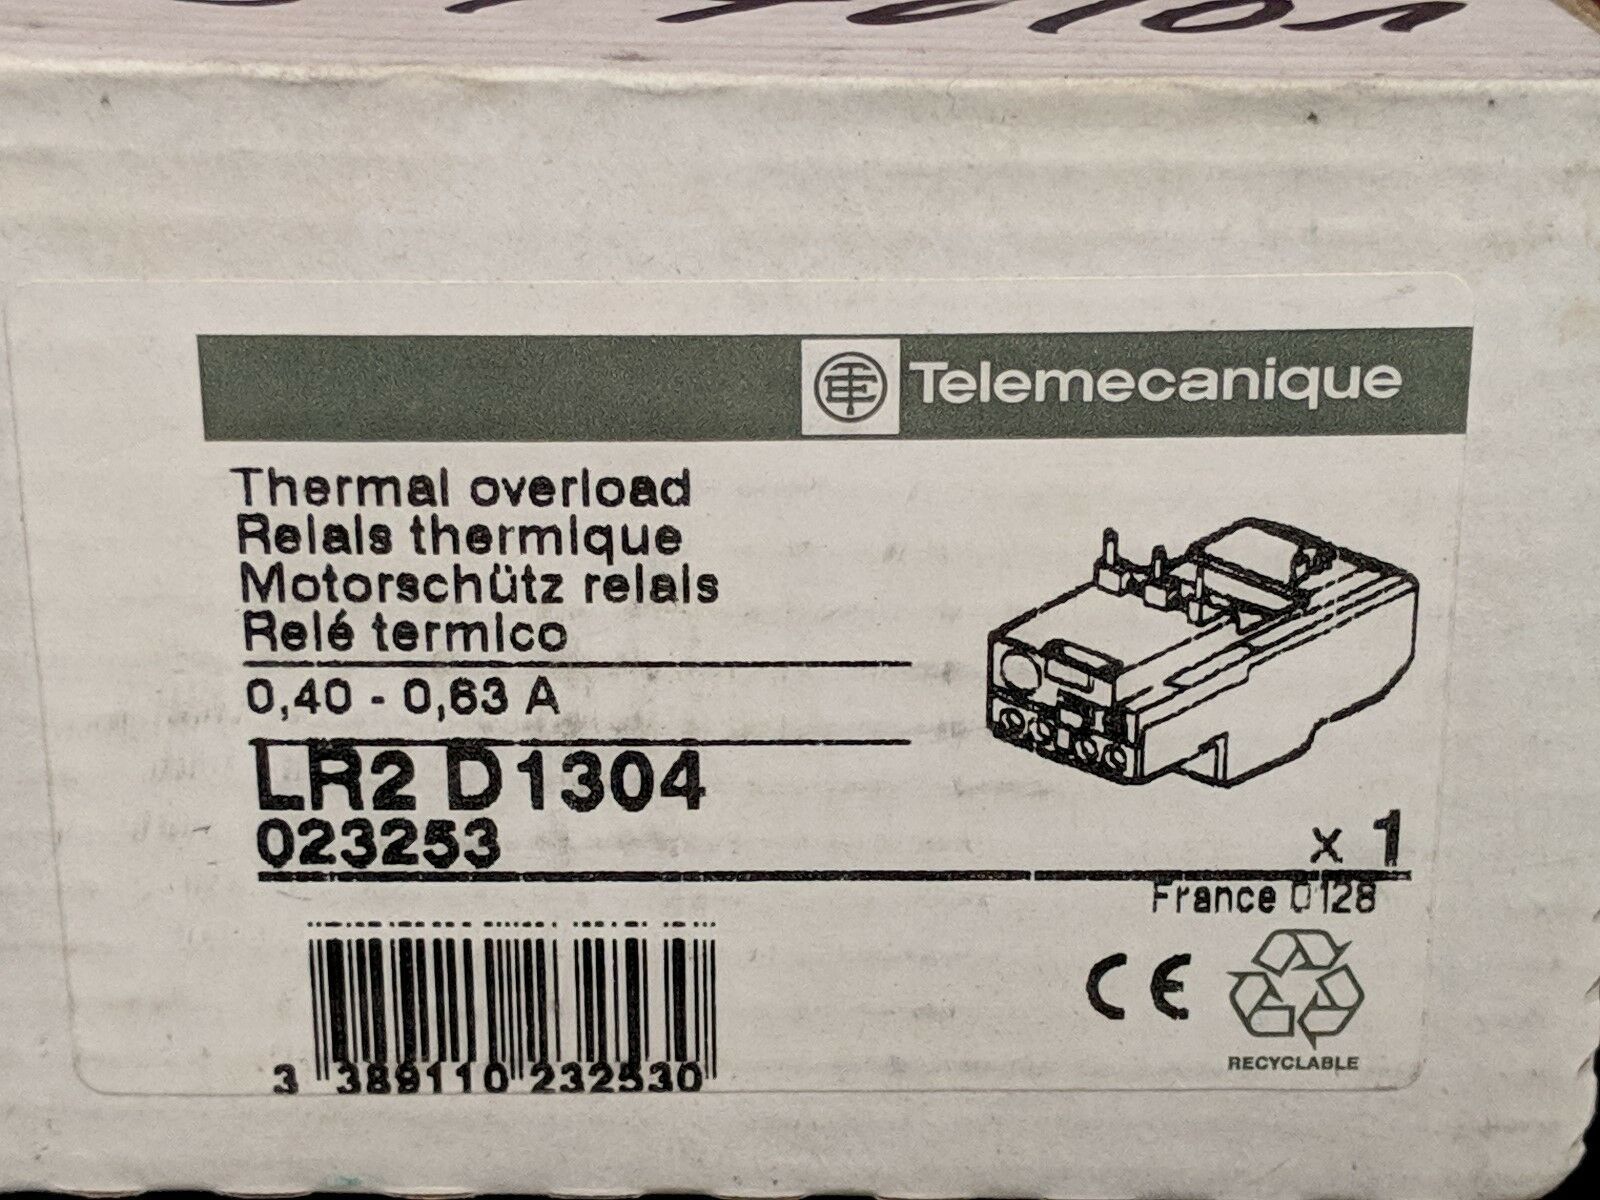 Telemecanique
Thermal overload
Relais thermique
Motorschütz relais
Relé termico
0,40 - 0,63 A
LR2 D1304
023253
x 1
France 0128
CE
RECYCLABLE
3 389110 232530